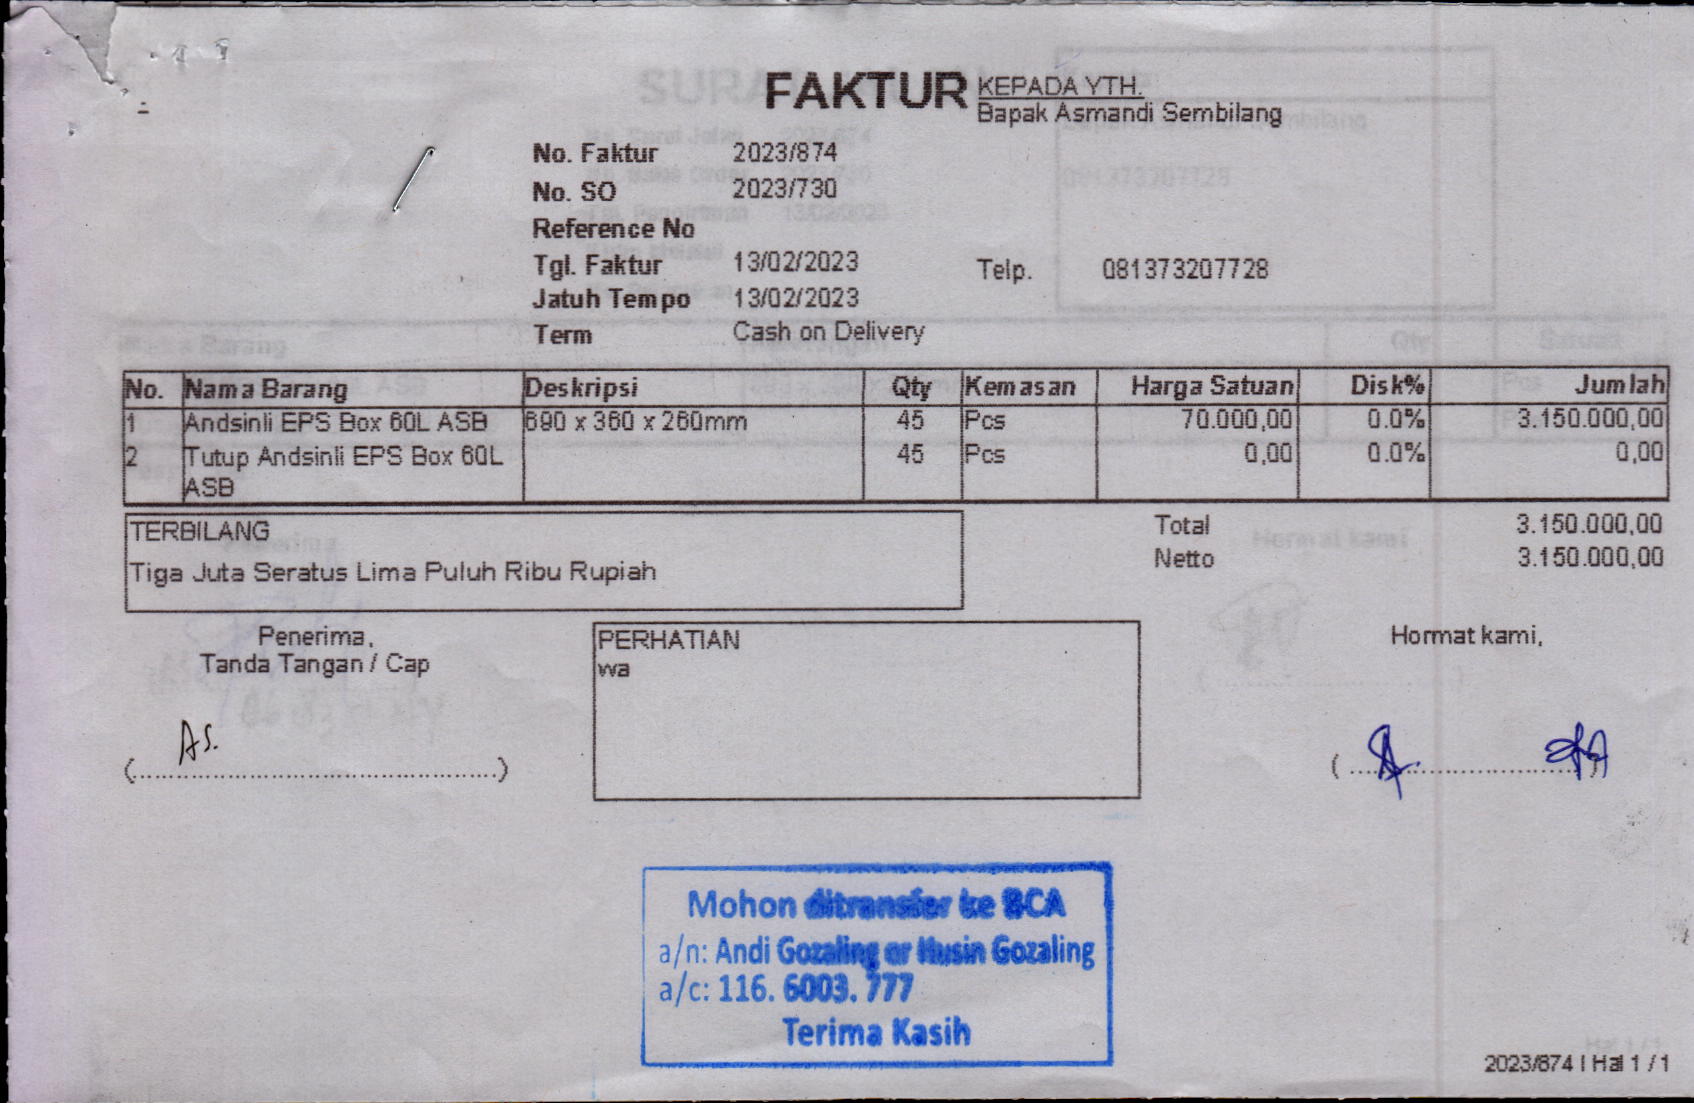 FAKTUR
KEPADA YTH.
Bapak Asmandi Sembilang
No. Faktur 2023/874
No. SO 2023/730
Reference No
Tgl. Faktur 13/02/2023
Telp. 081373207728
Jatuh Tempo 13/02/2023
Term Cash on Delivery
No. Nama Barang Deskripsi Qty Kemasan Harga Satuan Disk% Jumlah
1 Andsinli EPS Box 60L ASB 690 x 360 x 260mm 45 Pcs 70.000,00 0.0% 3.150.000,00
2 Tutup Andsinli EPS Box 60L 45 Pcs 0,00 0.0% 0,00
ASB
TERBILANG
Tiga Juta Seratus Lima Puluh Ribu Rupiah
Total 3.150.000,00
Netto 3.150.000,00
Penerima,
Tanda Tangan / Cap
As.
PERHATIAN
wa
Hormat kami,
Mohon ditransfer ke BCA
a/n: Andi Gozaling or Husin Gozaling
a/c: 116. 6003. 777
Terima Kasih
2023/874 | Hal 1 / 1